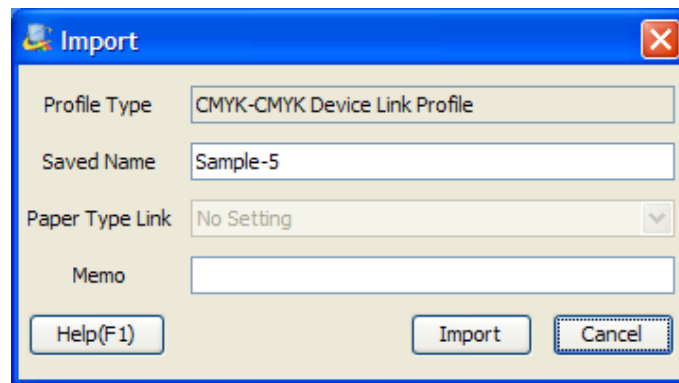 Import
Profile Type CMYK-CMYK Device Link Profile
Saved Name Sample-5
Paper Type Link No Setting
Memo
Help(F1) Import Cancel